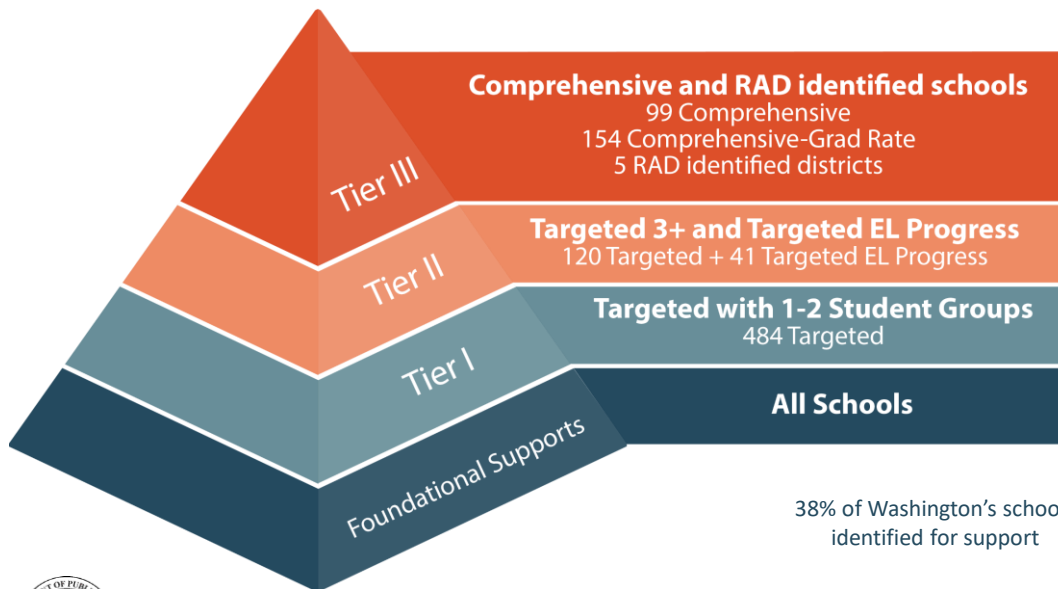 Comprehensive and RAD identified schools
99 Comprehensive
154 Comprehensive-Grad Rate
5 RAD identified districts
Tier III
Targeted 3+ and Targeted EL Progress
120 Targeted + 41 Targeted EL Progress
Tier II
Targeted with 1-2 Student Groups
484 Targeted
Tier I
All Schools
Foundational Supports
38% of Washington's schoo
identified for support